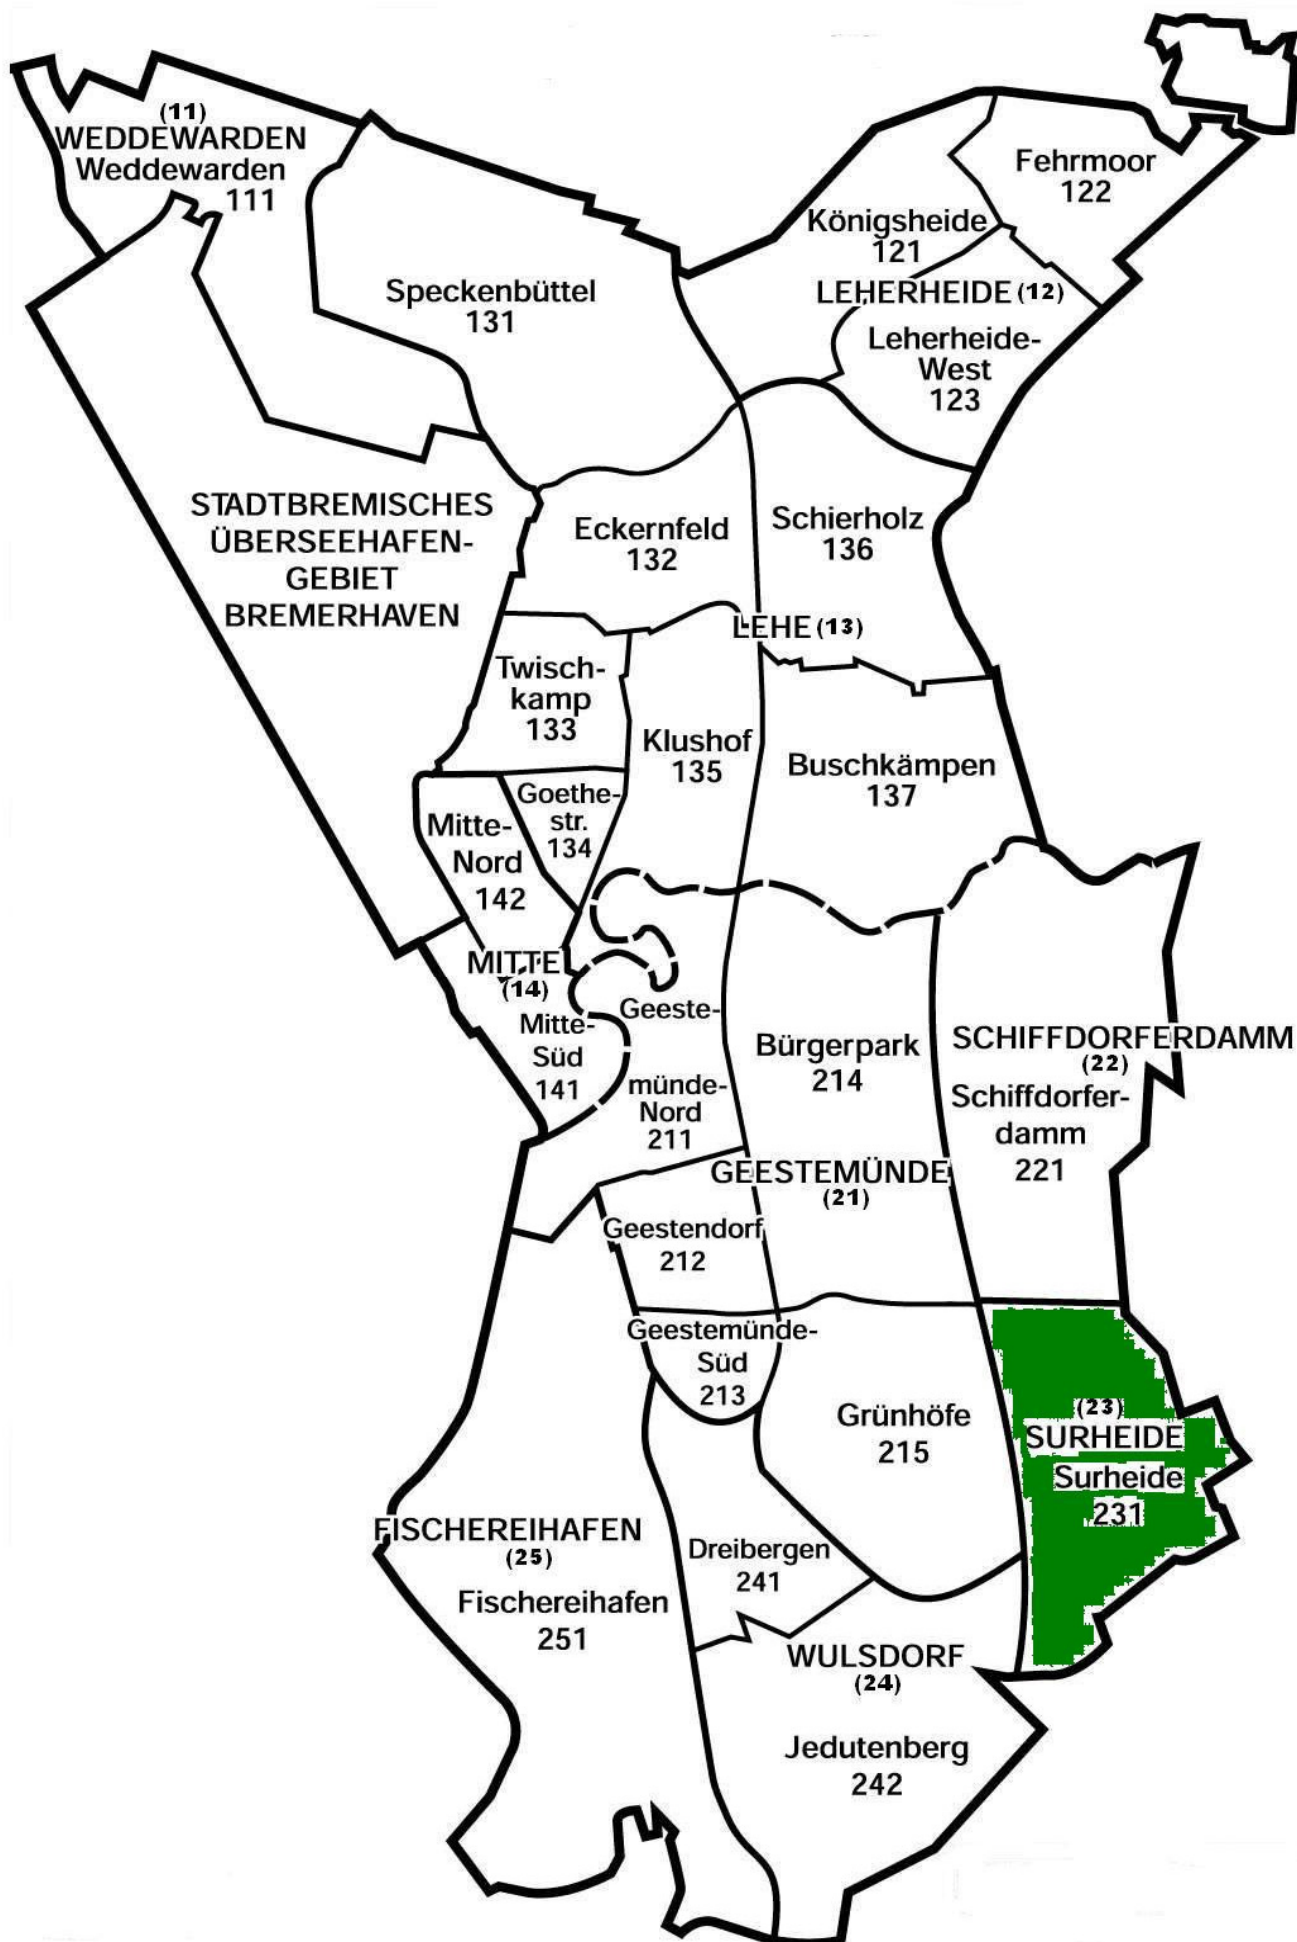 (11)
WEDDEWARDEN
Weddewarden
111
Fehrmoor
122
Königsheide
121
LEHERHEIDE (12)
Speckenbüttel
131
Leherheide-
West
123
STADTBREMISCHES
ÜBERSEEHAFEN-
GEBIET
BREMERHAVEN
Eckernfeld
132
Schierholz
136
LEHE (13)
Twisch-
kamp
133
Klushof
135
Buschkämpen
137
Goethe-
str.
134
Mitte-
Nord
142
MITTE
(14)
Mitte-
Süd
141
Geeste-
münde-
Nord
211
Bürgerpark
214
SCHIFFDORFERDAMM
(22)
Schiffdorfer-
damm
221
GEESTEMÜNDE
(21)
Geestendorf
212
Geestemünde-
Süd
213
Grünhöfe
215
(23)
SURHEIDE
Surheide
231
FISCHEREIHAFEN
(25)
Fischereihafen
251
Dreibergen
241
WULSDORF
(24)
Jedutenberg
242